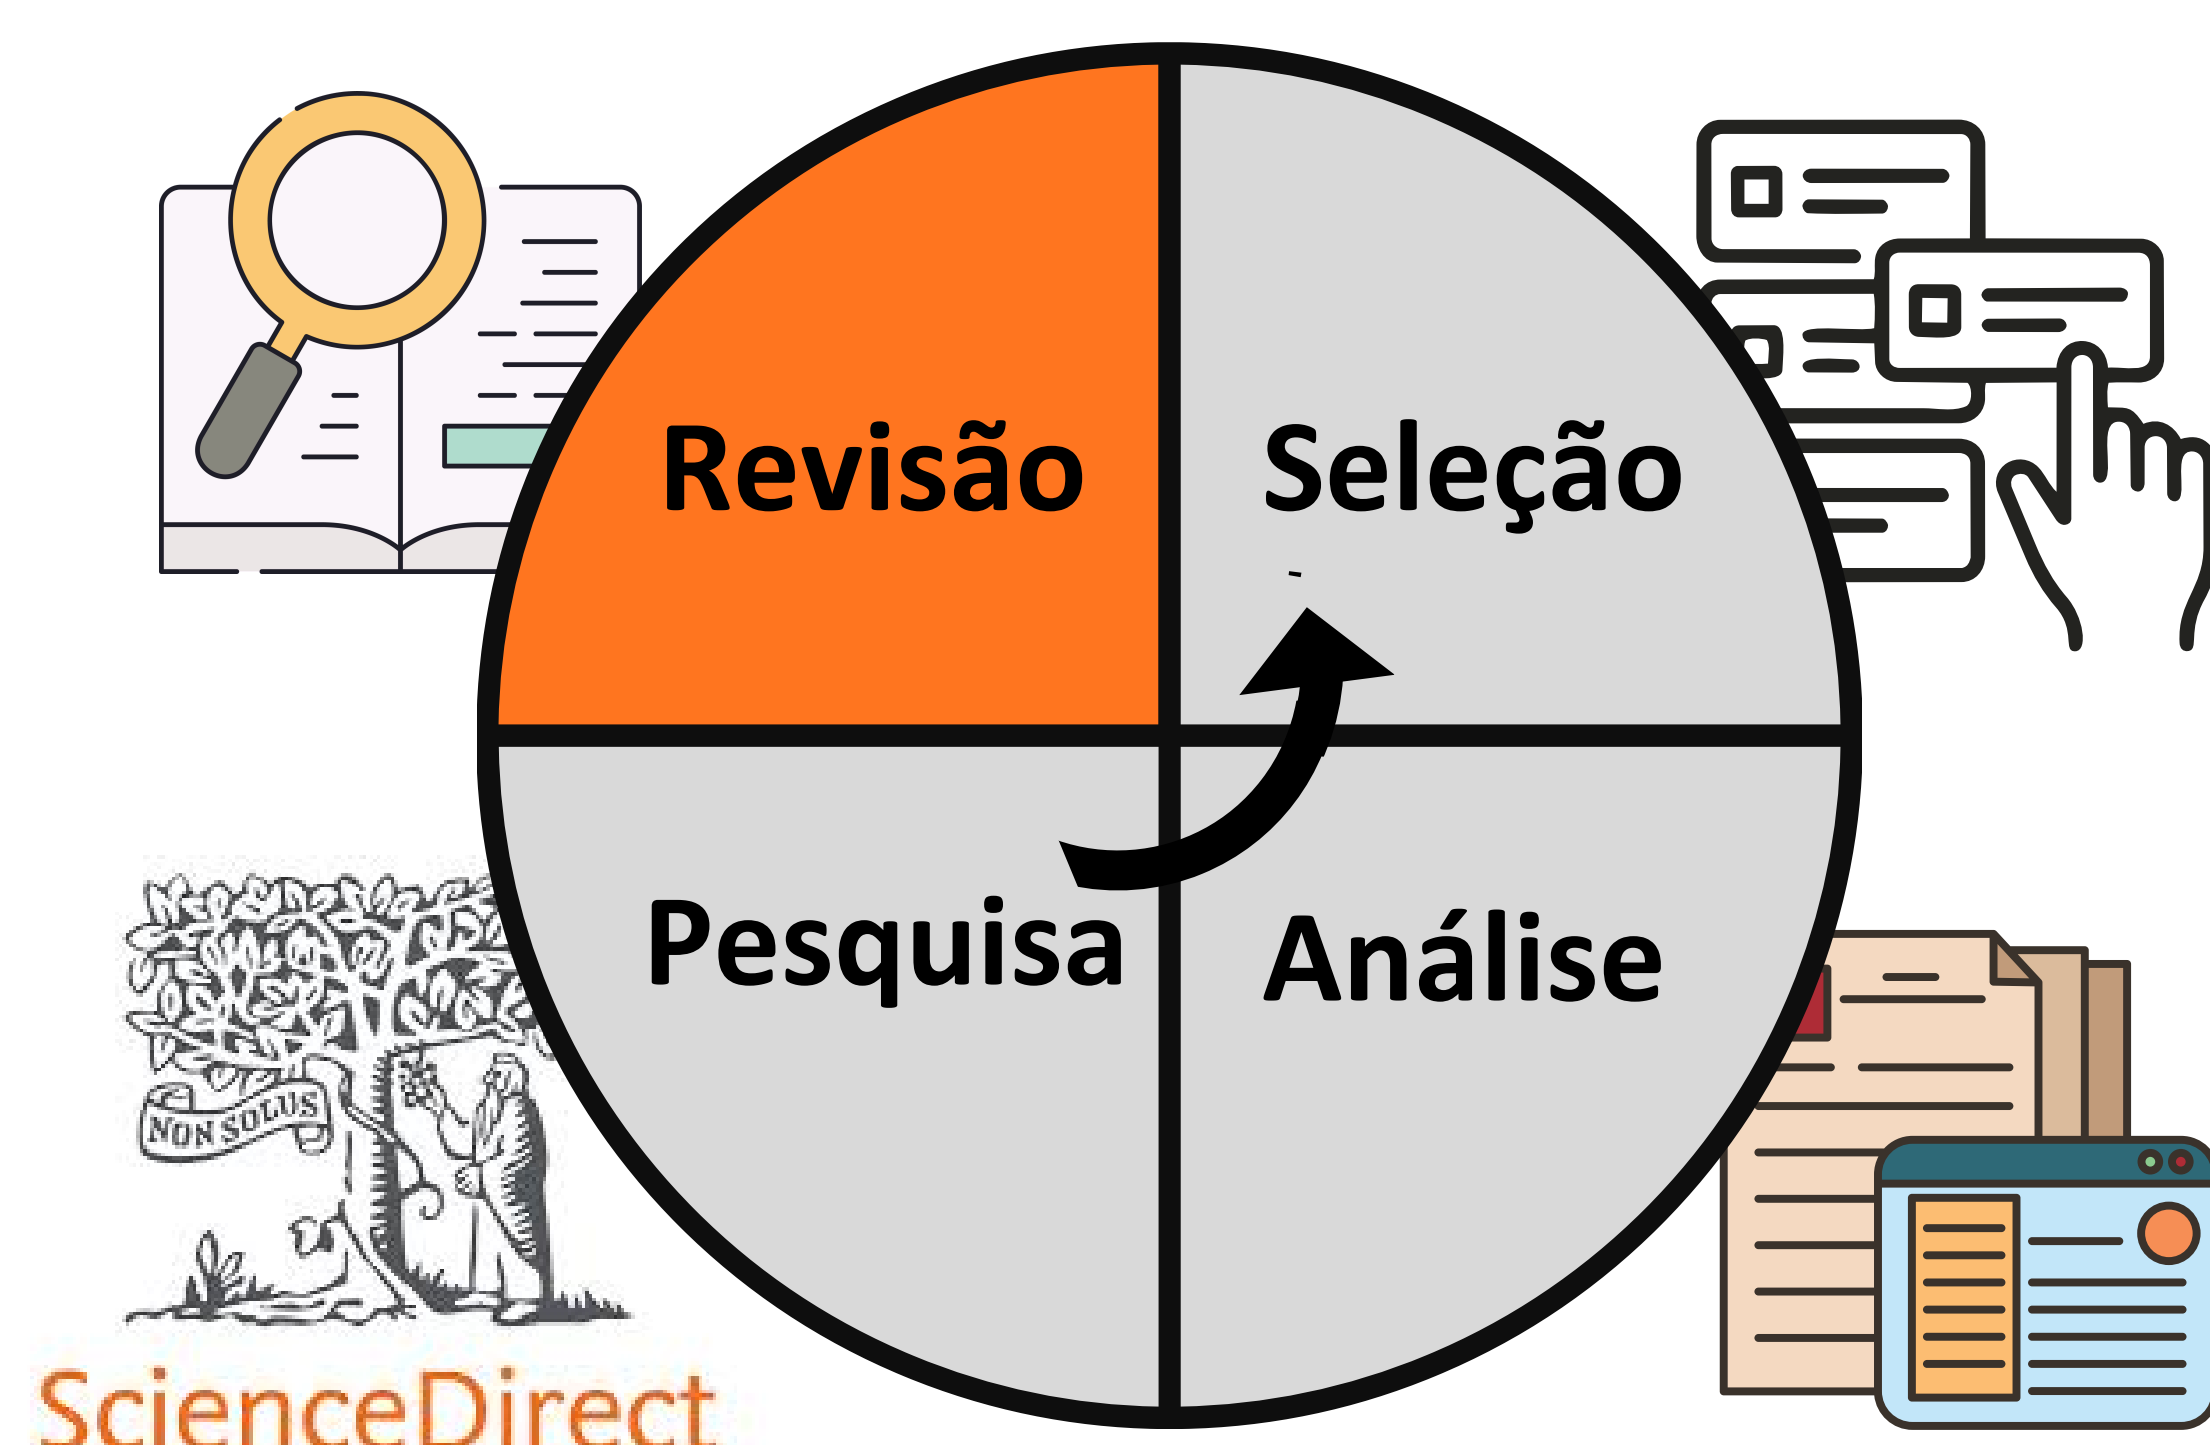 Revisão
Seleção
Pesquisa
Análise
NON SOLUS
ScienceDirect